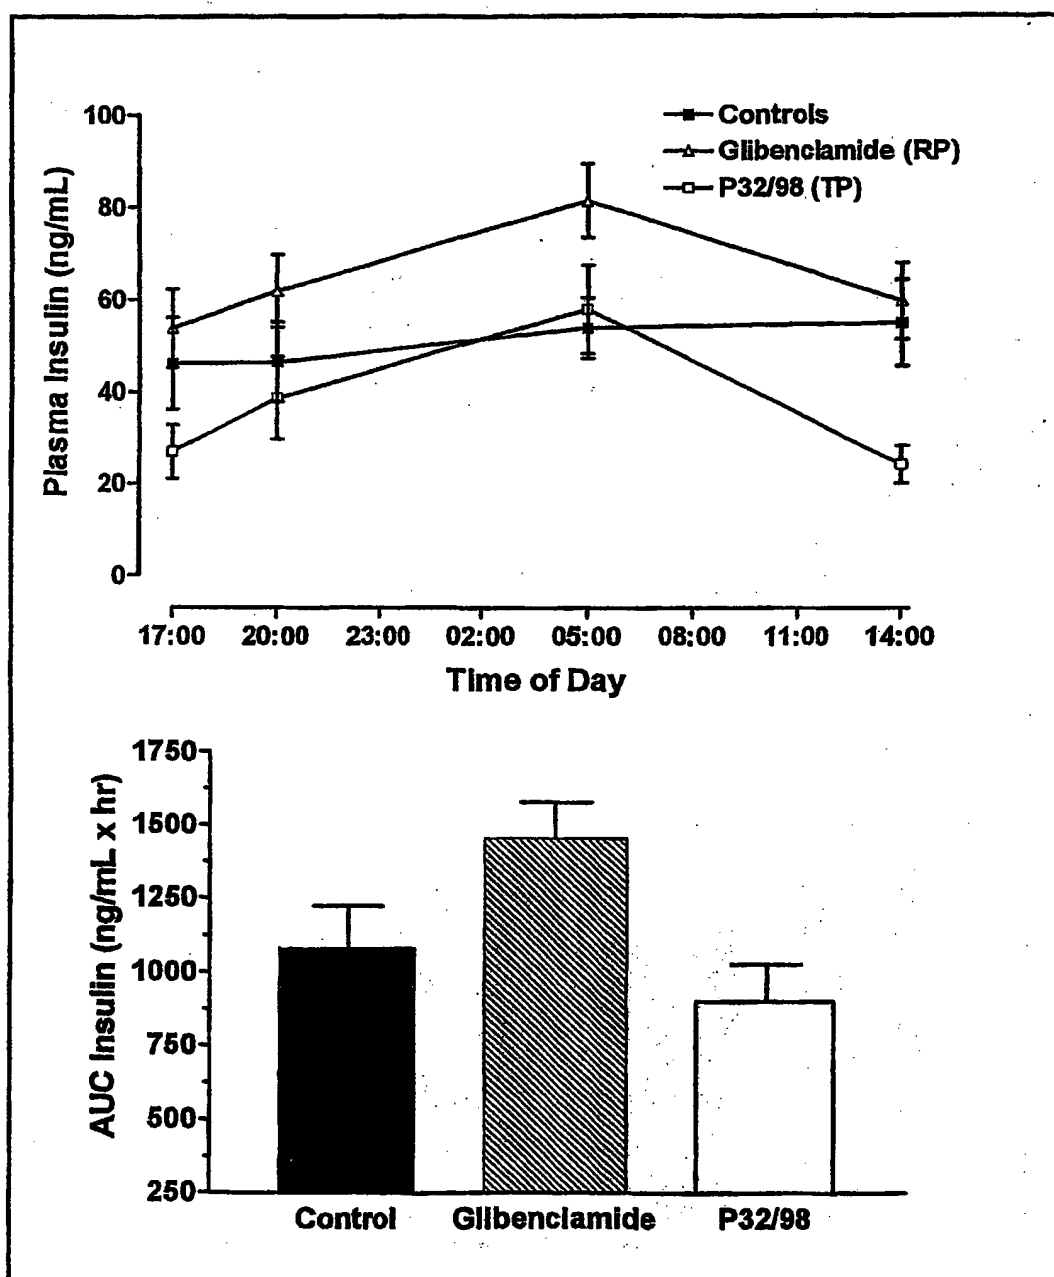 Plasma Insulin (ng/mL)
100
80
60
40
20
0
Controls
Glibenclamide (RP)
P32/98 (TP)
17:00 20:00 23:00 02:00 05:00 08:00 11:00 14:00
Time of Day
AUC Insulin (ng/mL x hr)
1750
1500
1250
1000
750
500
250
Control Glibenclamide P32/98